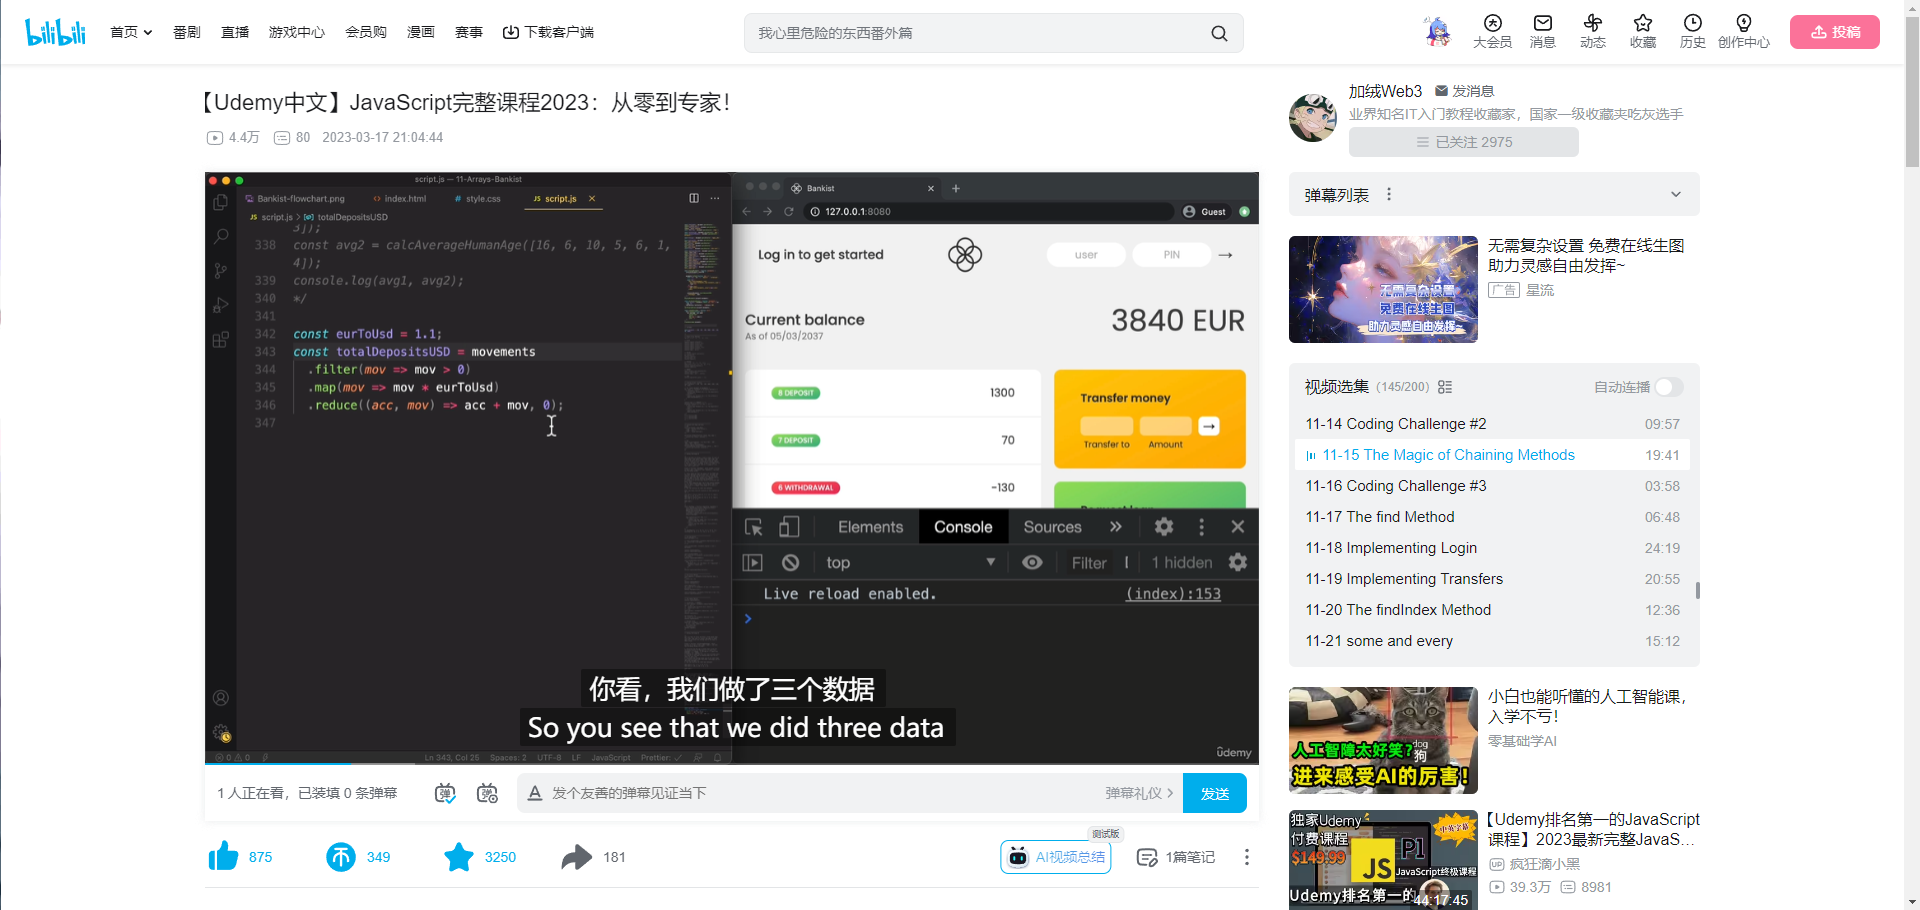 bilibili
首页
番剧
直播
游戏中心
会员购
漫画
赛事
下载客户端
我心里危险的东西番外篇
大会员
消息
动态
收藏
历史
创作中心
投稿
【Udemy中文】JavaScript完整课程2023：从零到专家！
4.4万 80 2023-03-17 21:04:44
script.js — 11-Arrays-Bankist
Bankist-flowchart.png
index.html
style.css
script.js
script.js > totalDepositsUSD
3]);
338 const avg2 = calcAverageHumanAge([16, 6, 10, 5, 6, 1,
4]);
339 console.log(avg1, avg2);
340 */
341
342 const eurToUsd = 1.1;
343 const totalDepositsUSD = movements
344 .filter(mov => mov > 0)
345 .map(mov => mov * eurToUsd)
346 .reduce((acc, mov) => acc + mov, 0);
347
Ln 343, Col 25 Spaces: 2 UTF-8 LF JavaScript Prettier: ✓
Bankist
127.0.0.1:8080
Guest
Log in to get started
user
PIN
Current balance
As of 05/03/2037
3840 EUR
8 DEPOSIT 1300
7 DEPOSIT 70
6 WITHDRAWAL -130
Transfer money
Transfer to
Amount
Elements
Console
Sources
top
Filter
1 hidden
Live reload enabled.
(index):153
你看，我们做了三个数据
So you see that we did three data
ûdemy
1 人正在看，已装填 0 条弹幕
发个友善的弹幕见证当下
弹幕礼仪
发送
875
349
3250
181
测试版
AI视频总结
1篇笔记
加绒Web3 发消息
业界知名IT入门教程收藏家，国家一级收藏夹吃灰选手
已关注 2975
弹幕列表
无需复杂设置
免费在线生图
助力灵感自由发挥~
无需复杂设置 免费在线生图
助力灵感自由发挥~
广告 星流
视频选集 (145/200)
自动连播
11-14 Coding Challenge #2 09:57
11-15 The Magic of Chaining Methods 19:41
11-16 Coding Challenge #3 03:58
11-17 The find Method 06:48
11-18 Implementing Login 24:19
11-19 Implementing Transfers 20:55
11-20 The findIndex Method 12:36
11-21 some and every 15:12
dog
狗
人工智障太好笑?
进来感受AI的厉害!
小白也能听懂的人工智能课，
入学不亏！
零基础学AI
独家Udemy
付费课程
$149.99
中英字幕
JS
P1
JavaScript终极课程
Udemy排名第一的
44:17:45
【Udemy排名第一的JavaScript
课程】2023最新完整JavaS...
疯狂滴小黑
39.3万 8981